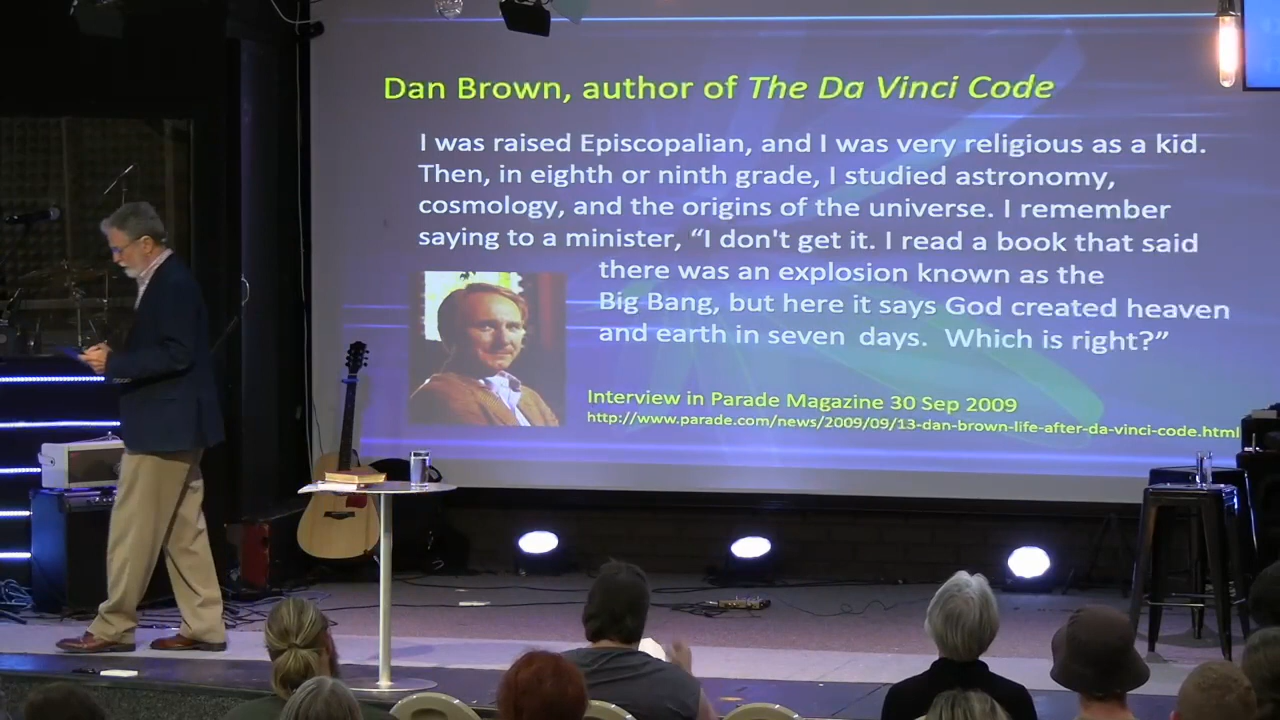 Dan Brown, author of The Da Vinci Code
I was raised Episcopalian, and I was very religious as a kid.
Then, in eighth or ninth grade, I studied astronomy,
cosmology, and the origins of the universe. I remember
saying to a minister, “I don't get it. I read a book that said
there was an explosion known as the
Big Bang, but here it says God created heaven
and earth in seven days. Which is right?”
Interview in Parade Magazine 30 Sep 2009
http://www.parade.com/news/2009/09/13-dan-brown-life-after-da-vinci-code.html